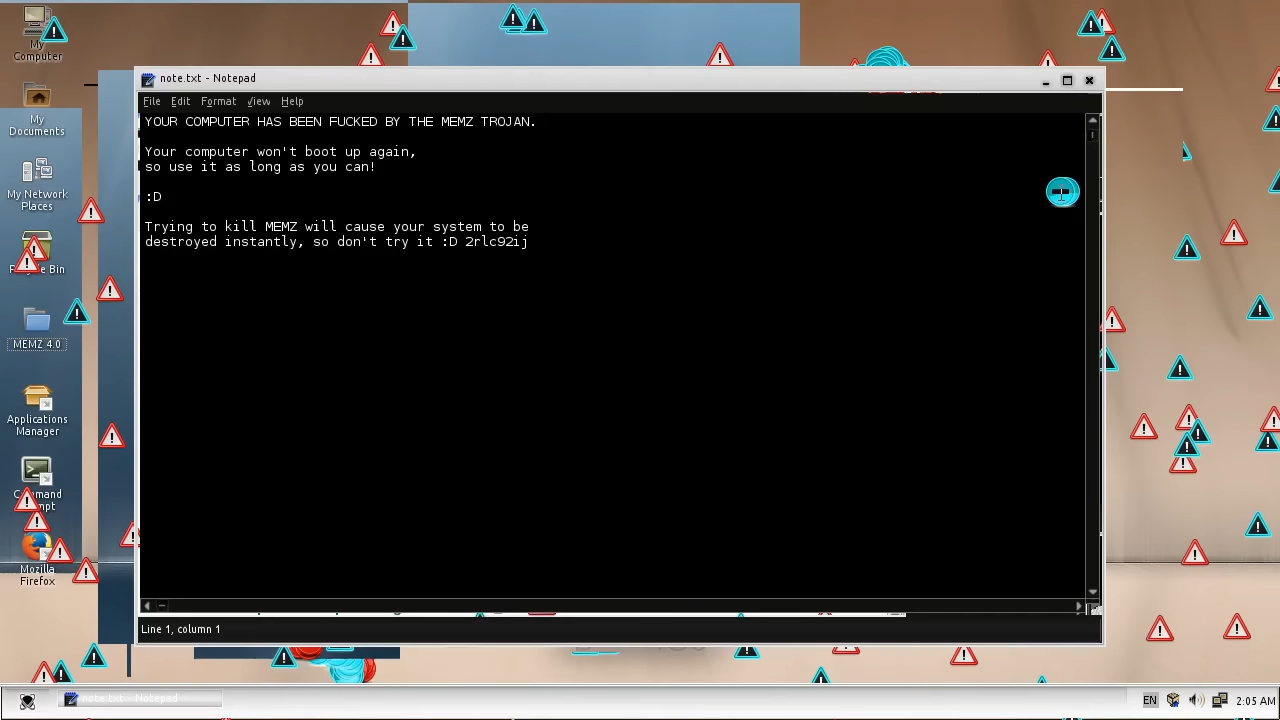 My
Computer
My
Documents
My Network
Places
MEMZ 4.0
Applications
Manager
Mozilla
Firefox
note.txt - Notepad
File Edit Format View Help
YOUR COMPUTER HAS BEEN FUCKED BY THE MEMZ TROJAN.
Your computer won't boot up again,
so use it as long as you can!
:D
Trying to kill MEMZ will cause your system to be
destroyed instantly, so don't try it :D 2rlc92ij
Line 1, column 1
note.txt - Notepad
EN
2:05 AM